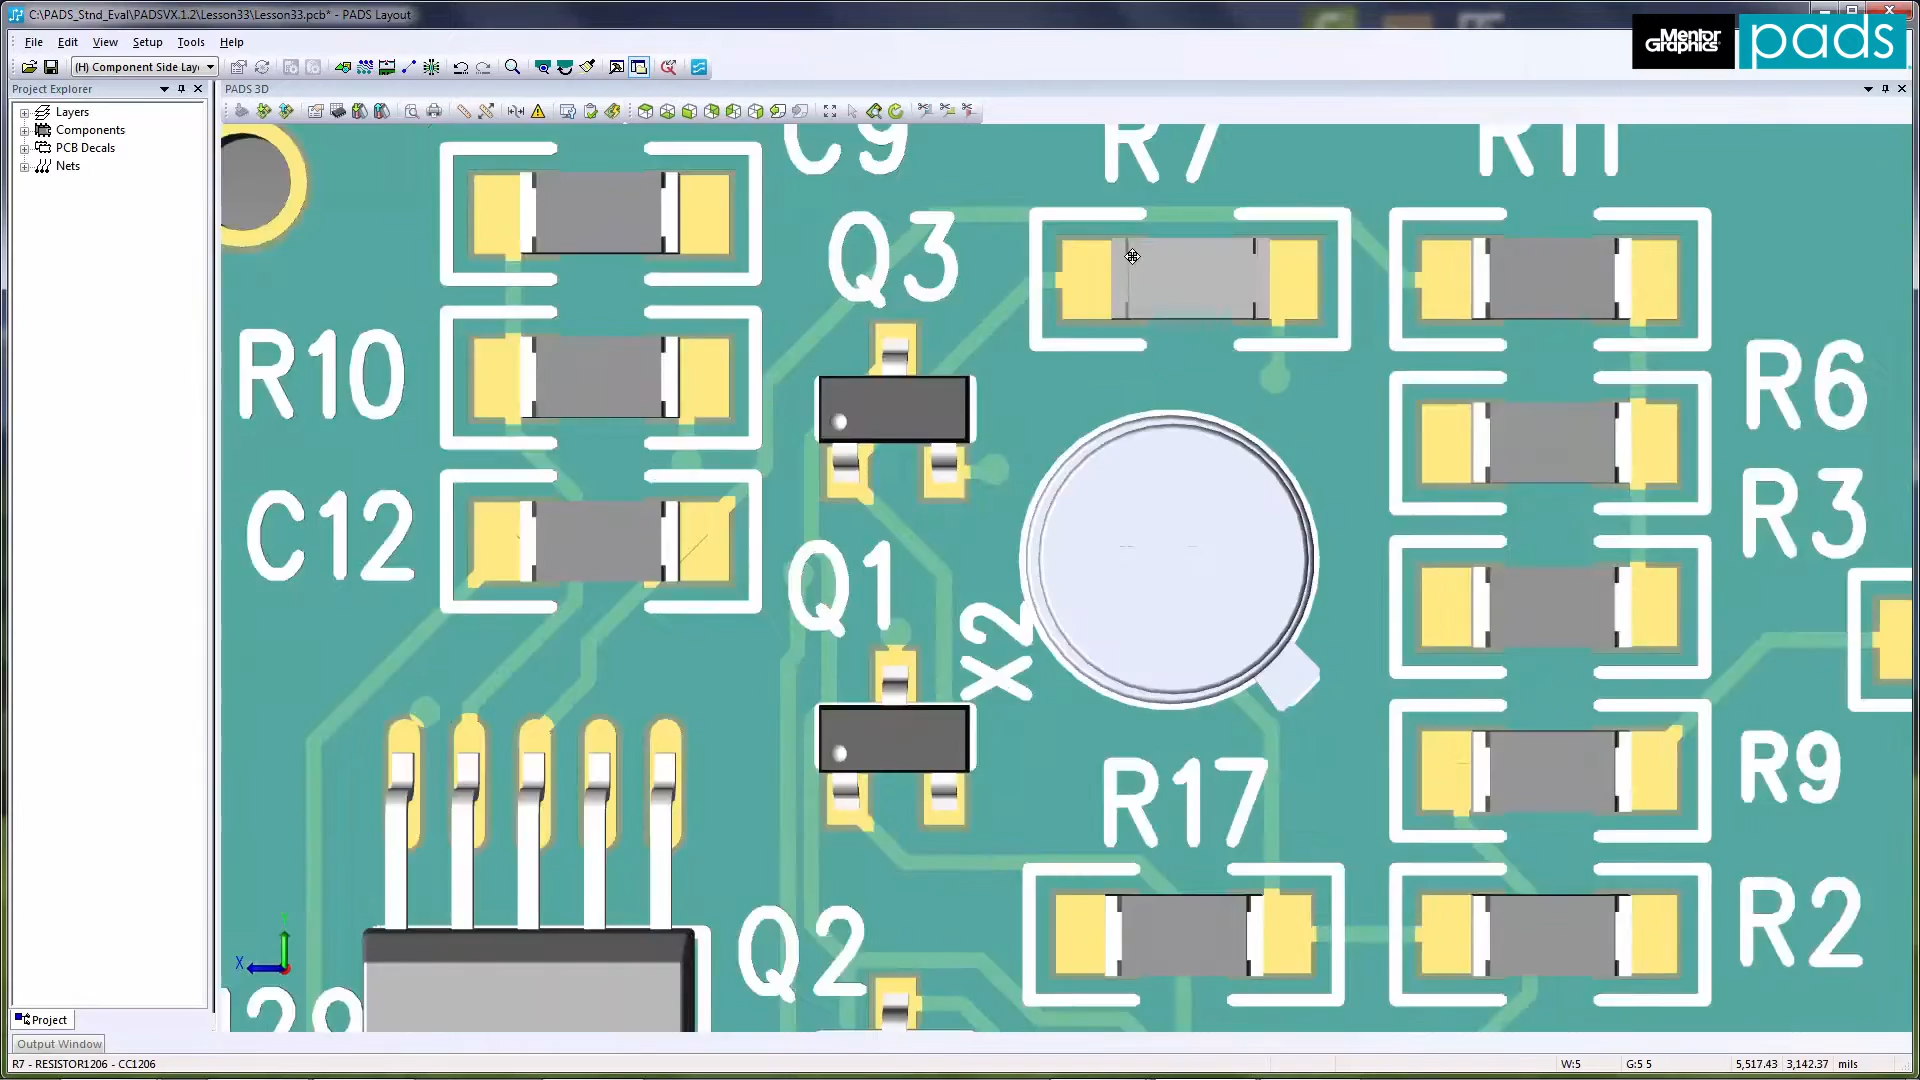 C:\PADS_Stnd_Eval\PADSVX.1.2\Lesson33\Lesson33.pcb* - PADS Layout
File Edit View Setup Tools Help
Mentor Graphics
pads
(H) Component Side Lay
Project Explorer
PADS 3D
Layers
Components
PCB Decals
Nets
C9
R7
R11
Q3
R10
R6
C12
R3
Q1
X2
R9
R17
Q2
R2
X
Project
Output Window
R7 - RESISTOR1206 - CC1206
W:5
G:5 5
5,517.43
3,142.37
mils